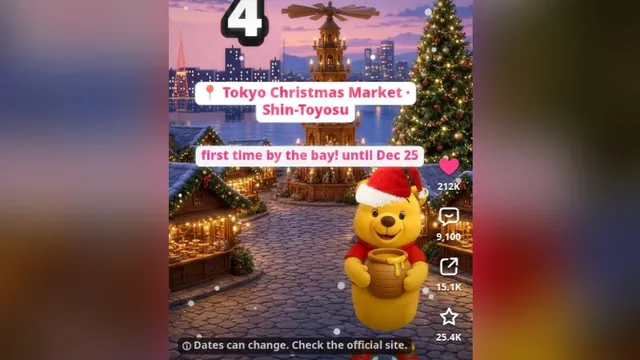 4
📍 Tokyo Christmas Market ·
Shin-Toyosu
first time by the bay! until Dec 25
212K
9,100
15.1K
25.4K
ⓘ Dates can change. Check the official site.